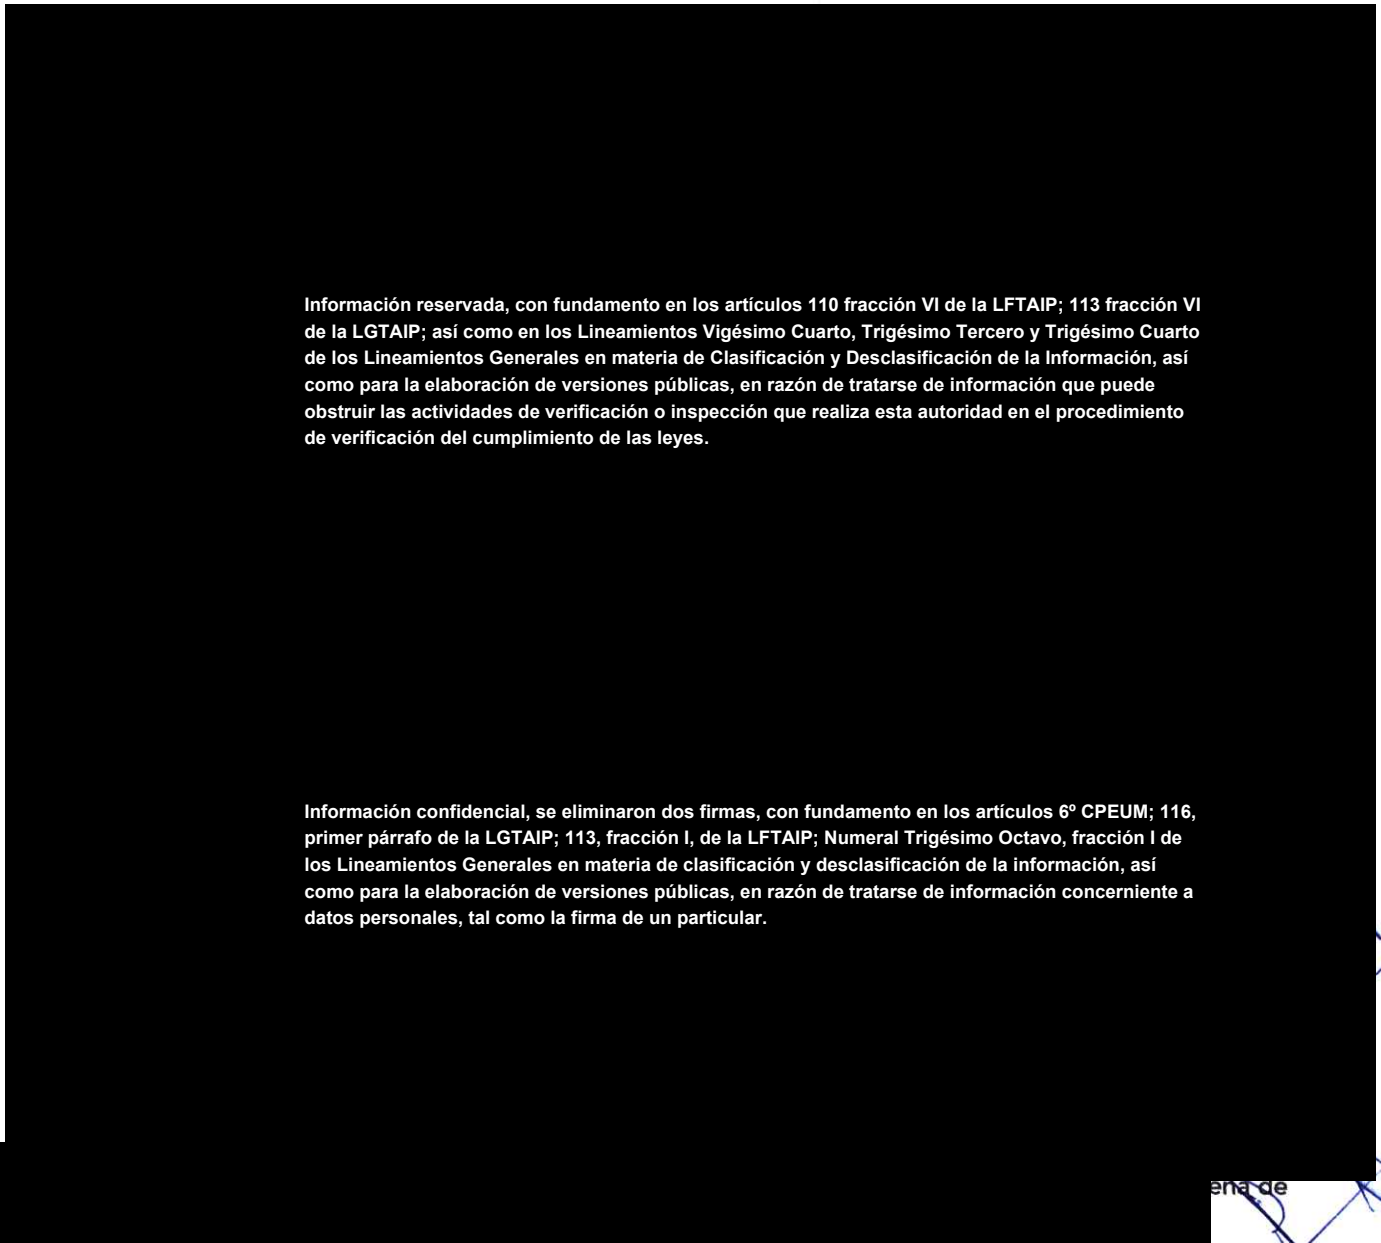 Información reservada, con fundamento en los artículos 110 fracción VI de la LFTAIP; 113 fracción VI
de la LGTAIP; así como en los Lineamientos Vigésimo Cuarto, Trigésimo Tercero y Trigésimo Cuarto
de los Lineamientos Generales en materia de Clasificación y Desclasificación de la Información, así
como para la elaboración de versiones públicas, en razón de tratarse de información que puede
obstruir las actividades de verificación o inspección que realiza esta autoridad en el procedimiento
de verificación del cumplimiento de las leyes.
Información confidencial, se eliminaron dos firmas, con fundamento en los artículos 6º CPEUM; 116,
primer párrafo de la LGTAIP; 113, fracción I, de la LFTAIP; Numeral Trigésimo Octavo, fracción I de
los Lineamientos Generales en materia de clasificación y desclasificación de la información, así
como para la elaboración de versiones públicas, en razón de tratarse de información concerniente a
datos personales, tal como la firma de un particular.
de